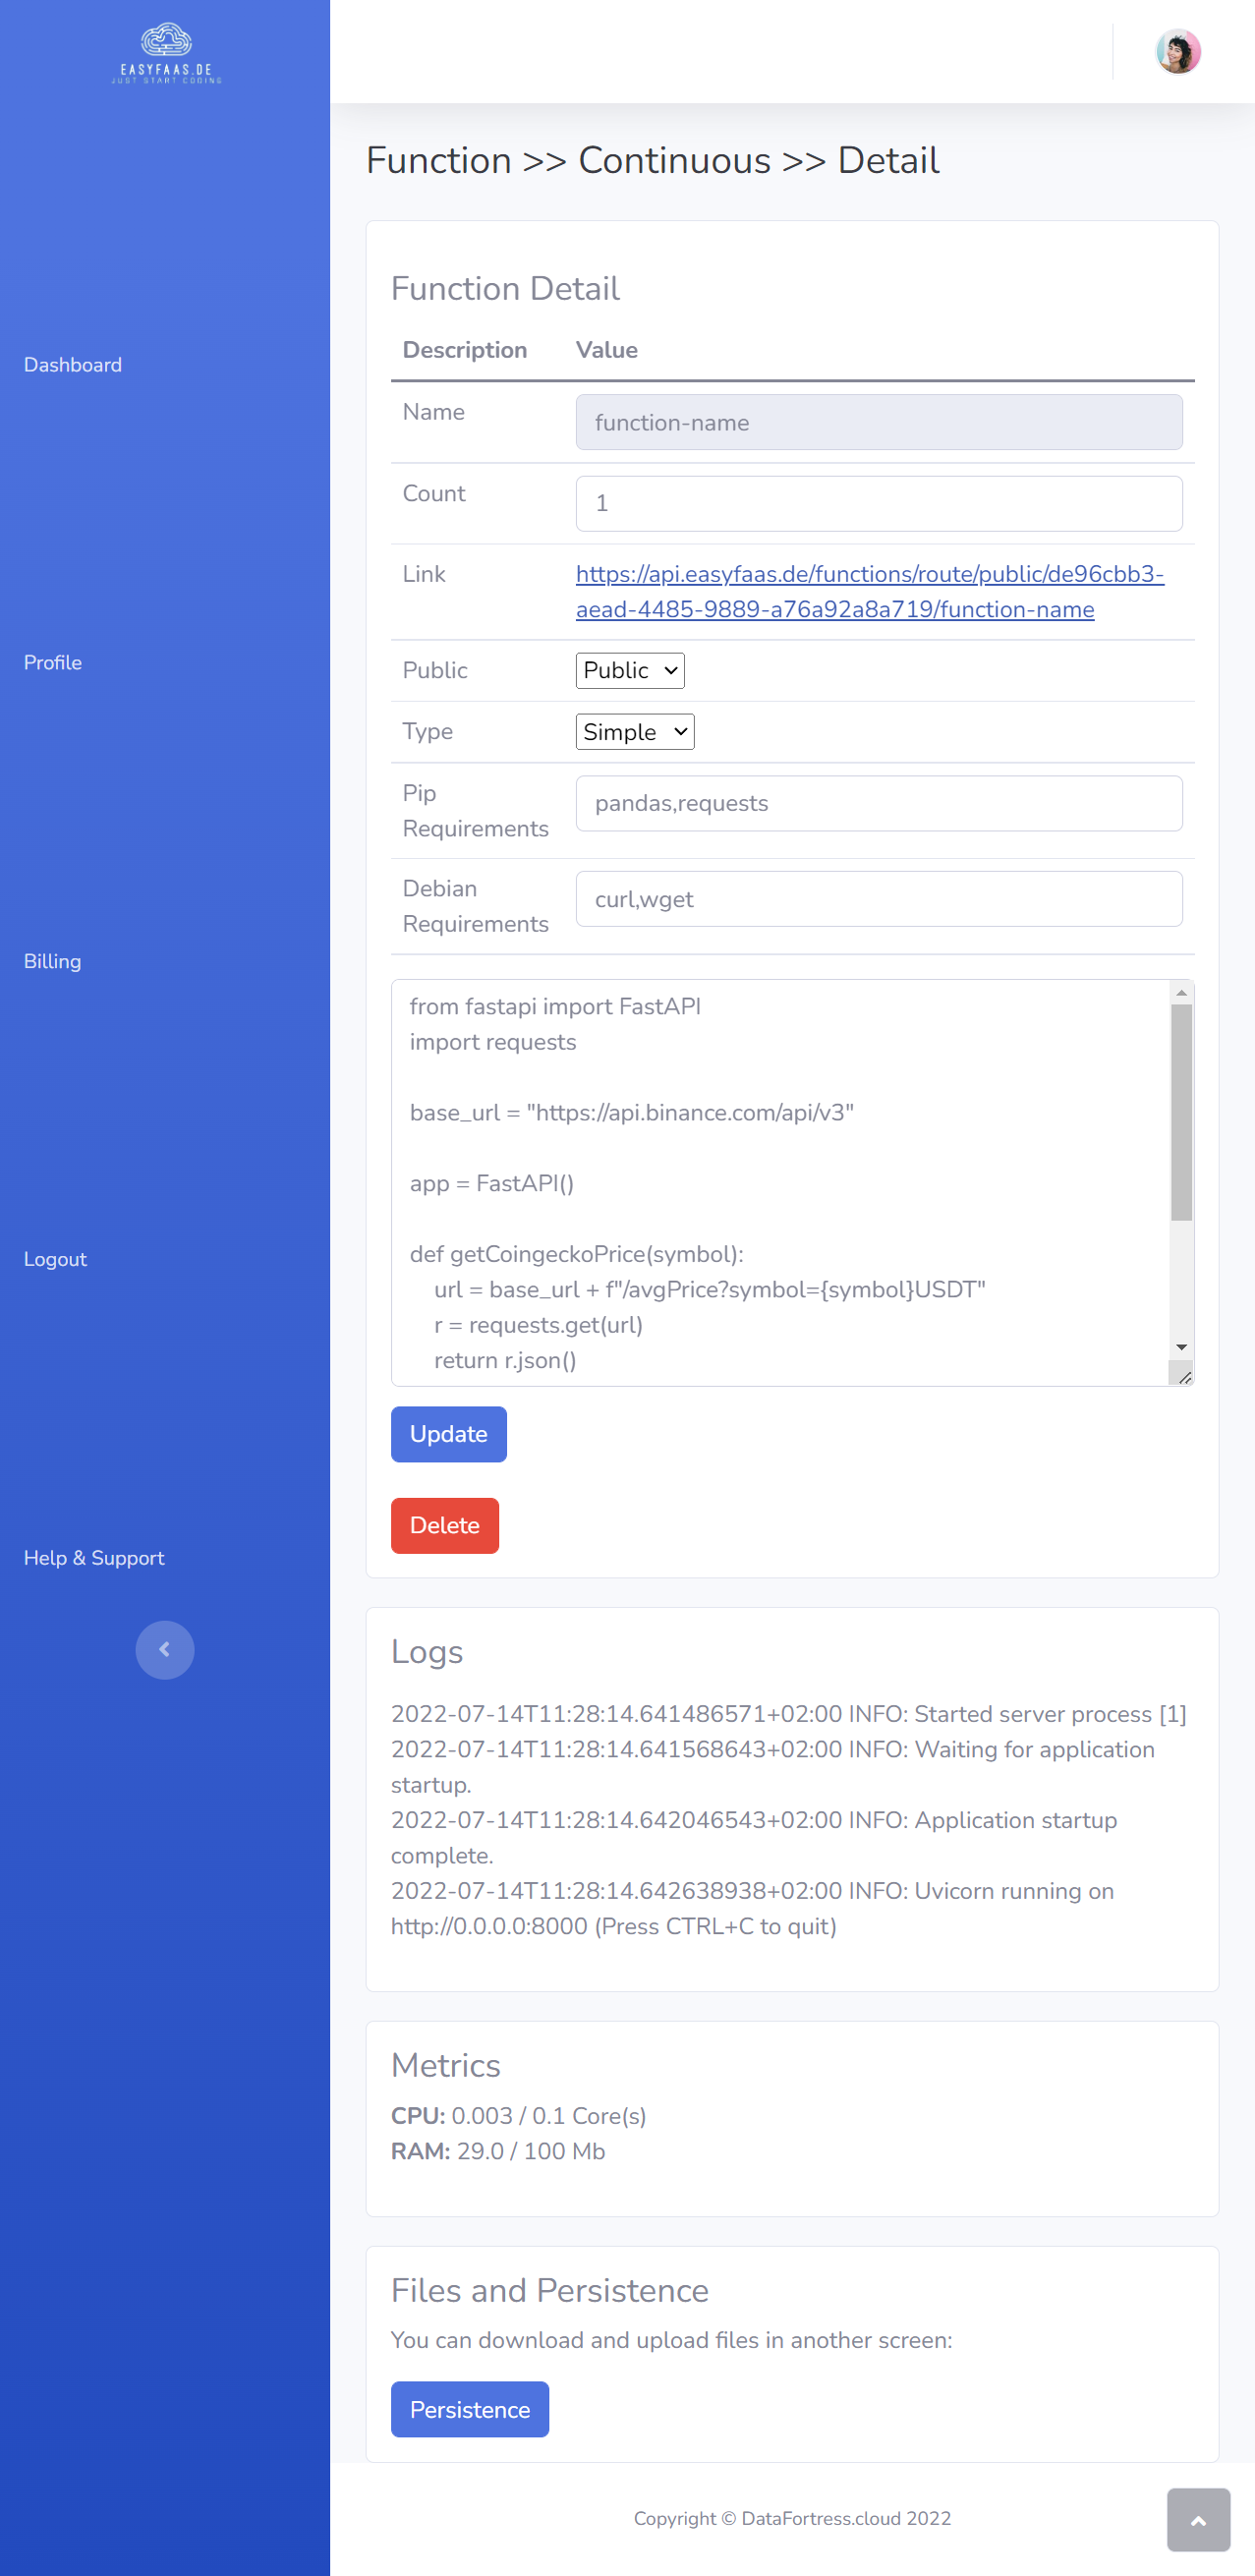 EASYFAAS.DE
JUST START CODING
Dashboard
Profile
Billing
Logout
Help & Support
Function >> Continuous >> Detail
Function Detail
Description Value
Name function-name
Count 1
Link https://api.easyfaas.de/functions/route/public/de96cbb3-
aead-4485-9889-a76a92a8a719/function-name
Public Public
Type Simple
Pip
Requirements pandas,requests
Debian
Requirements curl,wget
from fastapi import FastAPI
import requests
base_url = "https://api.binance.com/api/v3"
app = FastAPI()
def getCoingeckoPrice(symbol):
    url = base_url + f"/avgPrice?symbol={symbol}USDT"
    r = requests.get(url)
    return r.json()
Update
Delete
Logs
2022-07-14T11:28:14.641486571+02:00 INFO: Started server process [1]
2022-07-14T11:28:14.641568643+02:00 INFO: Waiting for application
startup.
2022-07-14T11:28:14.642046543+02:00 INFO: Application startup
complete.
2022-07-14T11:28:14.642638938+02:00 INFO: Uvicorn running on
http://0.0.0.0:8000 (Press CTRL+C to quit)
Metrics
CPU: 0.003 / 0.1 Core(s)
RAM: 29.0 / 100 Mb
Files and Persistence
You can download and upload files in another screen:
Persistence
Copyright © DataFortress.cloud 2022